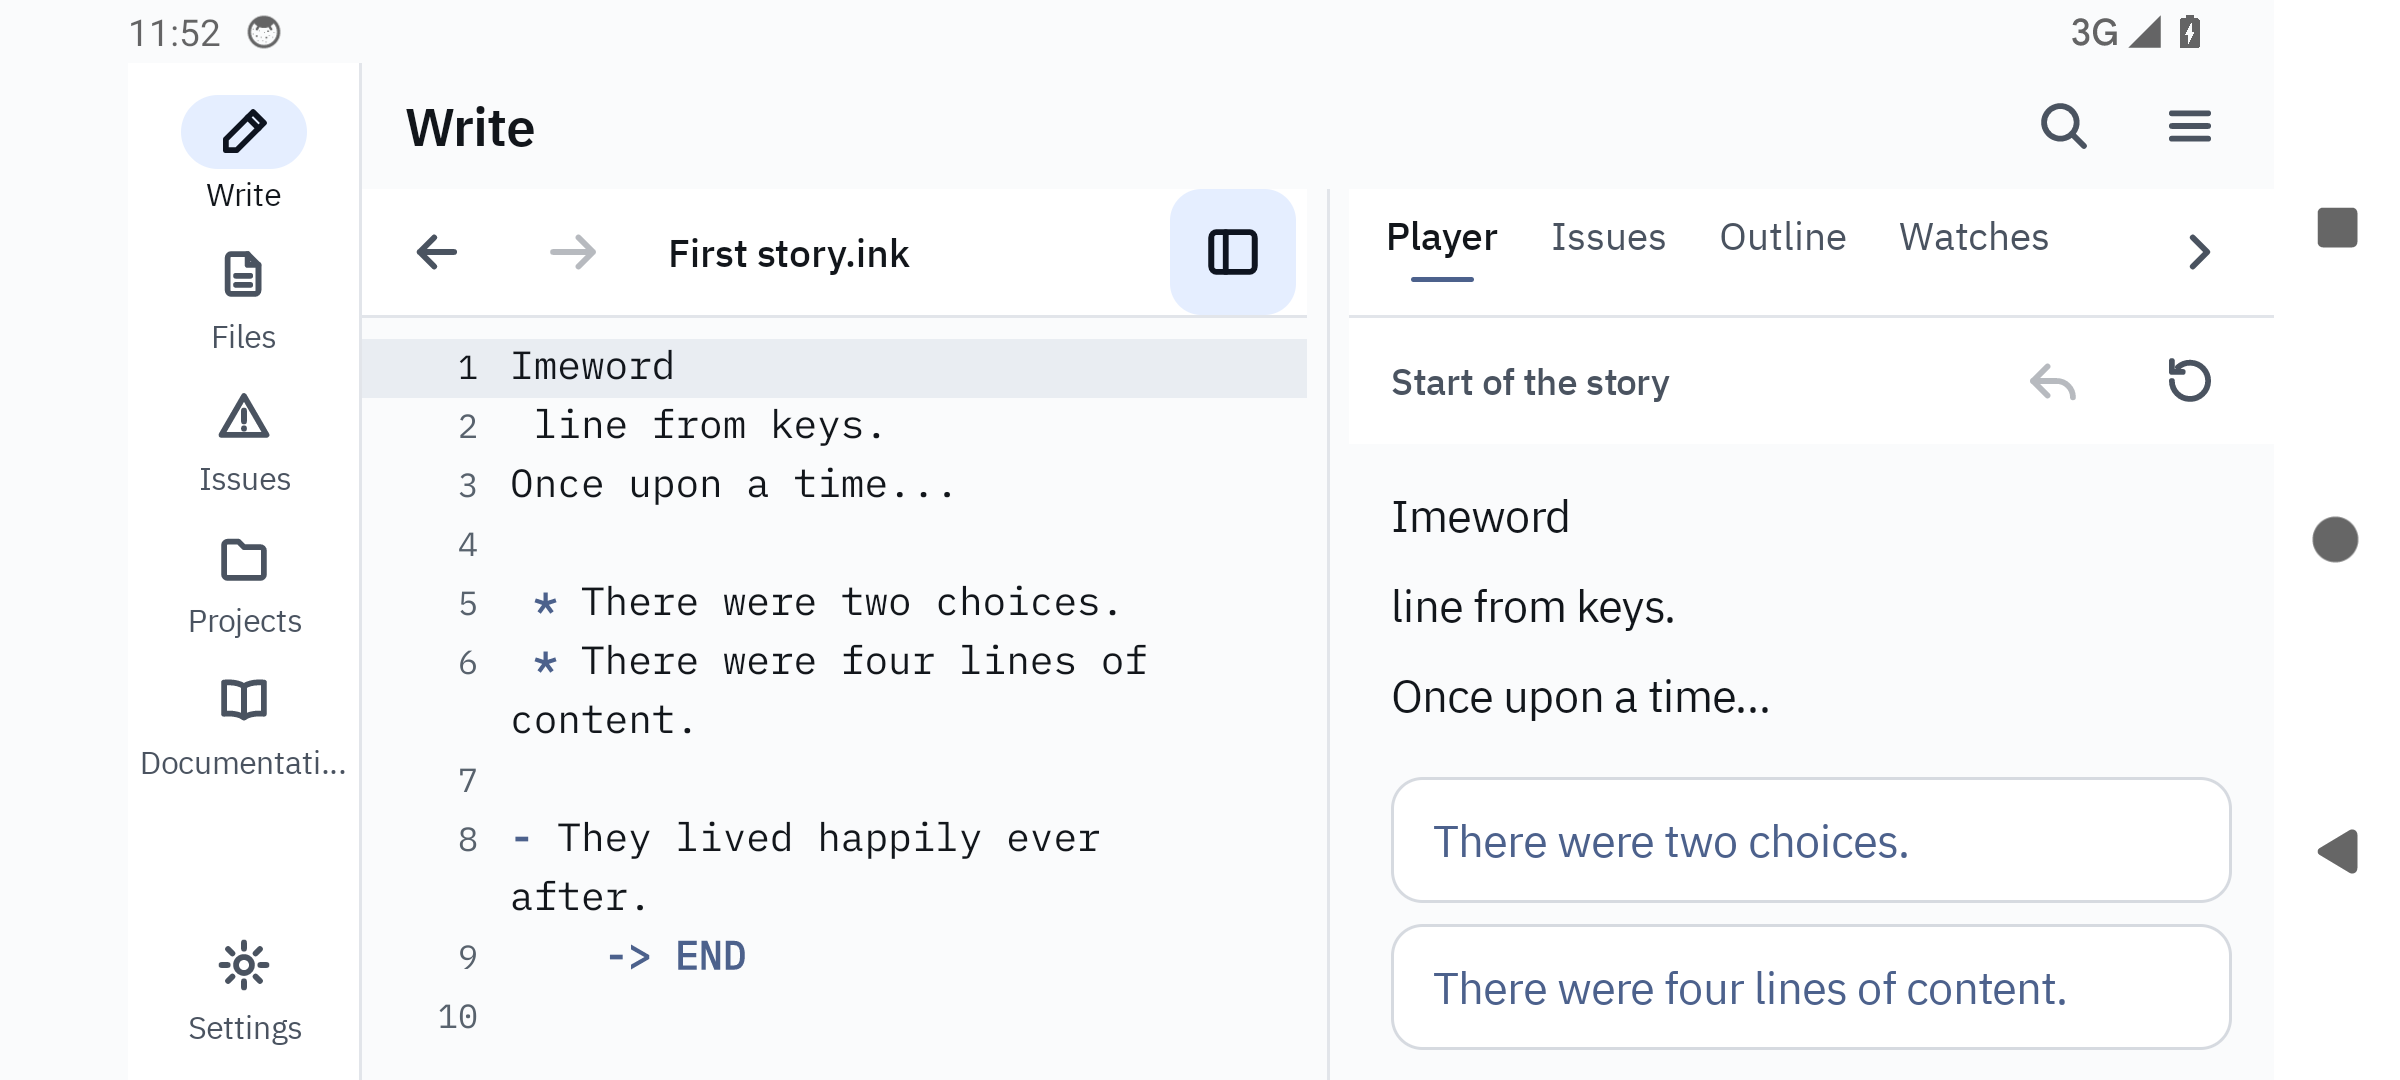 11:52
3G
Write
Write
Files
Issues
Projects
Documentati...
Settings
First story.ink
1 Imeword
2 line from keys.
3 Once upon a time...
4
5 * There were two choices.
6 * There were four lines of
content.
7
8 - They lived happily ever
after.
9 -> END
10
Player Issues Outline Watches
Start of the story
Imeword
line from keys.
Once upon a time...
There were two choices.
There were four lines of content.